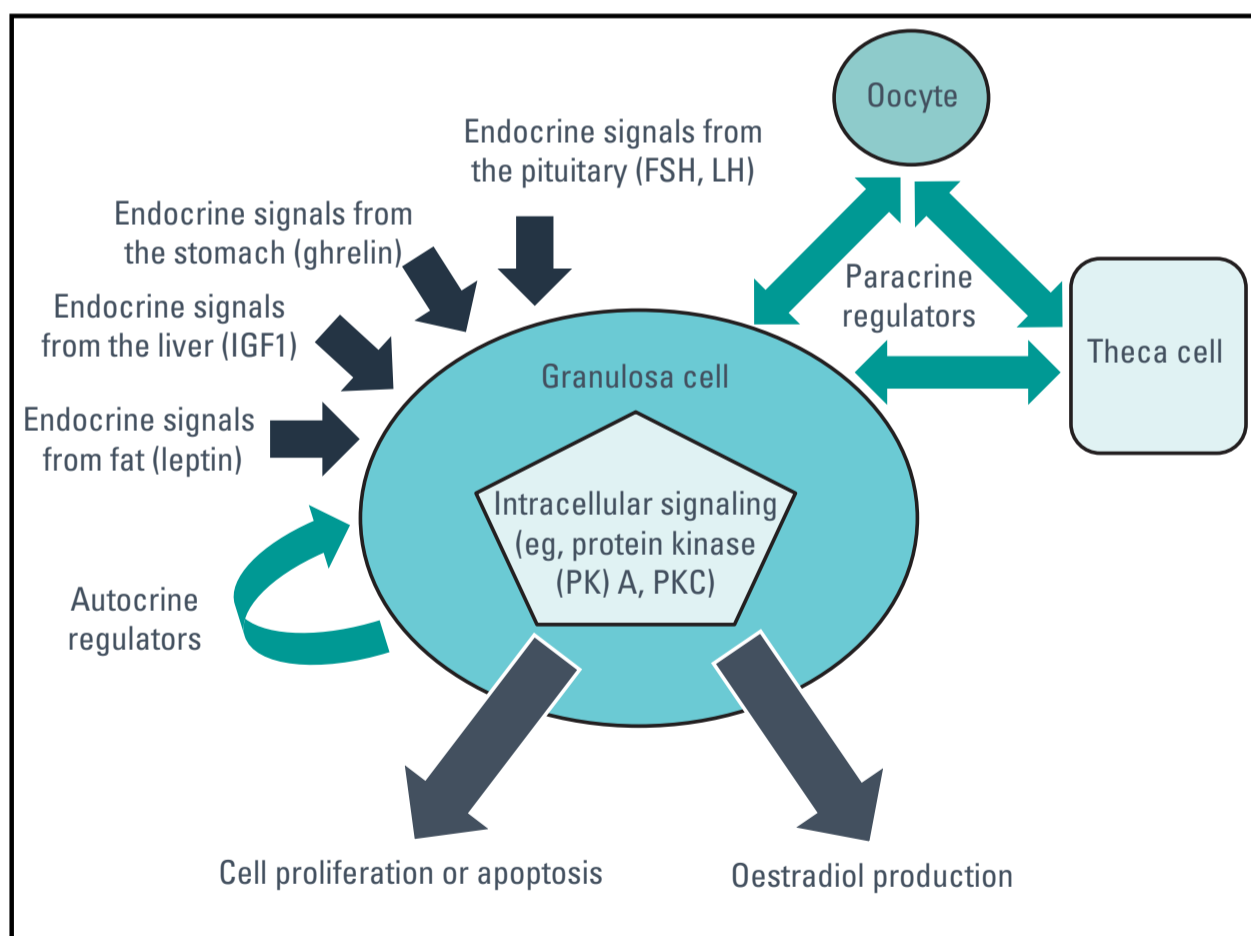 Oocyte
Endocrine signals from
the pituitary (FSH, LH)
Endocrine signals from
the stomach (ghrelin)
Endocrine signals
from the liver (IGF1)
Endocrine signals
from fat (leptin)
Paracrine
regulators
Theca cell
Granulosa cell
Intracellular signaling
(eg, protein kinase
(PK) A, PKC)
Autocrine
regulators
Cell proliferation or apoptosis
Oestradiol production